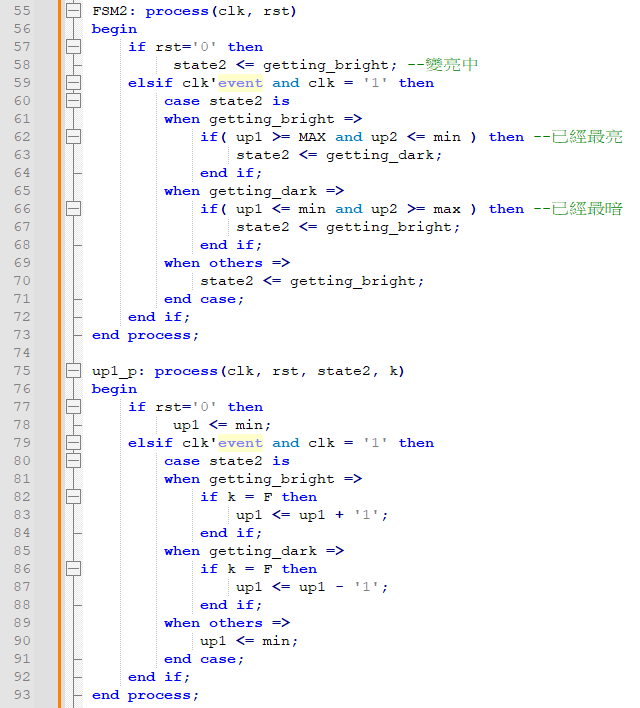 55 FSM2: process(clk, rst)
56 begin
57 if rst='0' then
58 state2 <= getting_bright; --變亮中
59 elsif clk'event and clk = '1' then
60 case state2 is
61 when getting_bright =>
62 if( up1 >= MAX and up2 <= min ) then --已經最亮
63 state2 <= getting_dark;
64 end if;
65 when getting_dark =>
66 if( up1 <= min and up2 >= max ) then --已經最暗
67 state2 <= getting_bright;
68 end if;
69 when others =>
70 state2 <= getting_bright;
71 end case;
72 end if;
73 end process;
74
75 up1_p: process(clk, rst, state2, k)
76 begin
77 if rst='0' then
78 up1 <= min;
79 elsif clk'event and clk = '1' then
80 case state2 is
81 when getting_bright =>
82 if k = F then
83 up1 <= up1 + '1';
84 end if;
85 when getting_dark =>
86 if k = F then
87 up1 <= up1 - '1';
88 end if;
89 when others =>
90 up1 <= min;
91 end case;
92 end if;
93 end process;